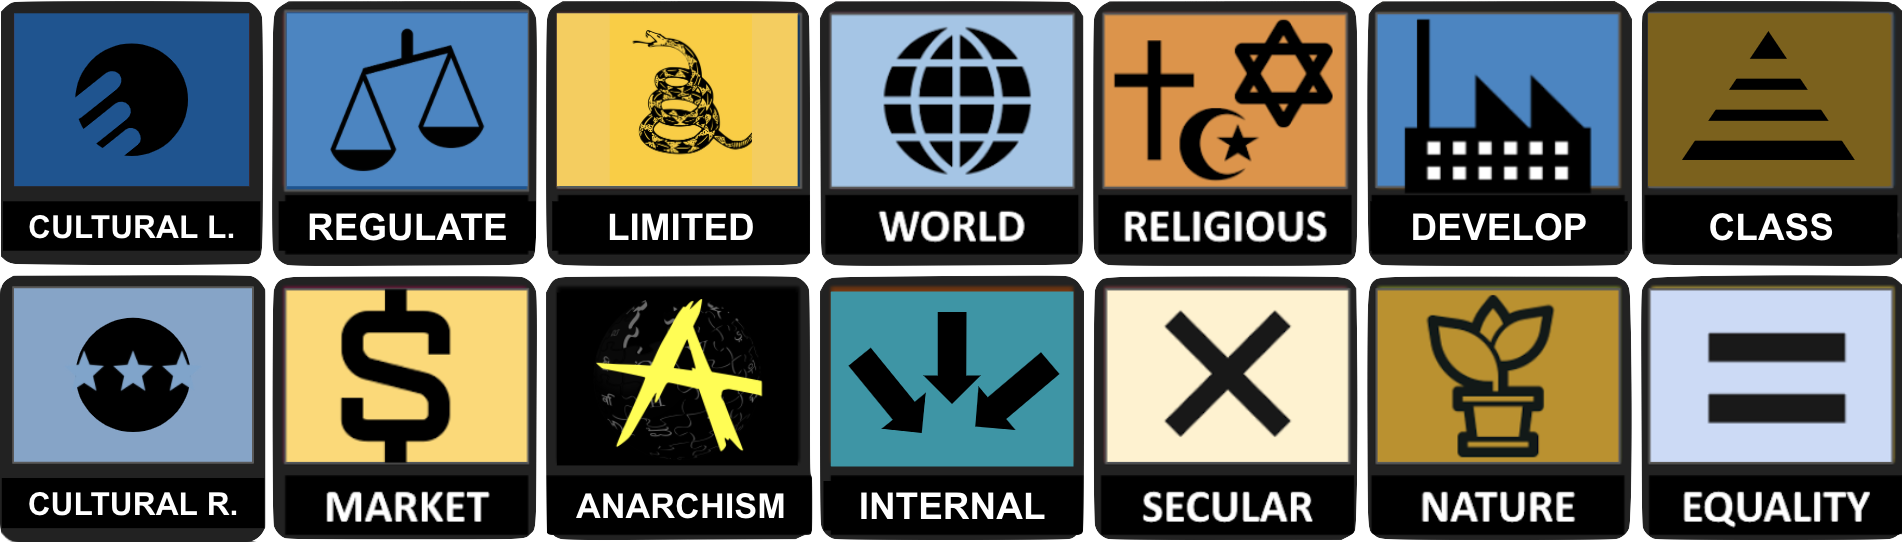 CULTURAL L.
REGULATE
LIMITED
WORLD
RELIGIOUS
DEVELOP
CLASS
CULTURAL R.
MARKET
ANARCHISM
INTERNAL
SECULAR
NATURE
EQUALITY